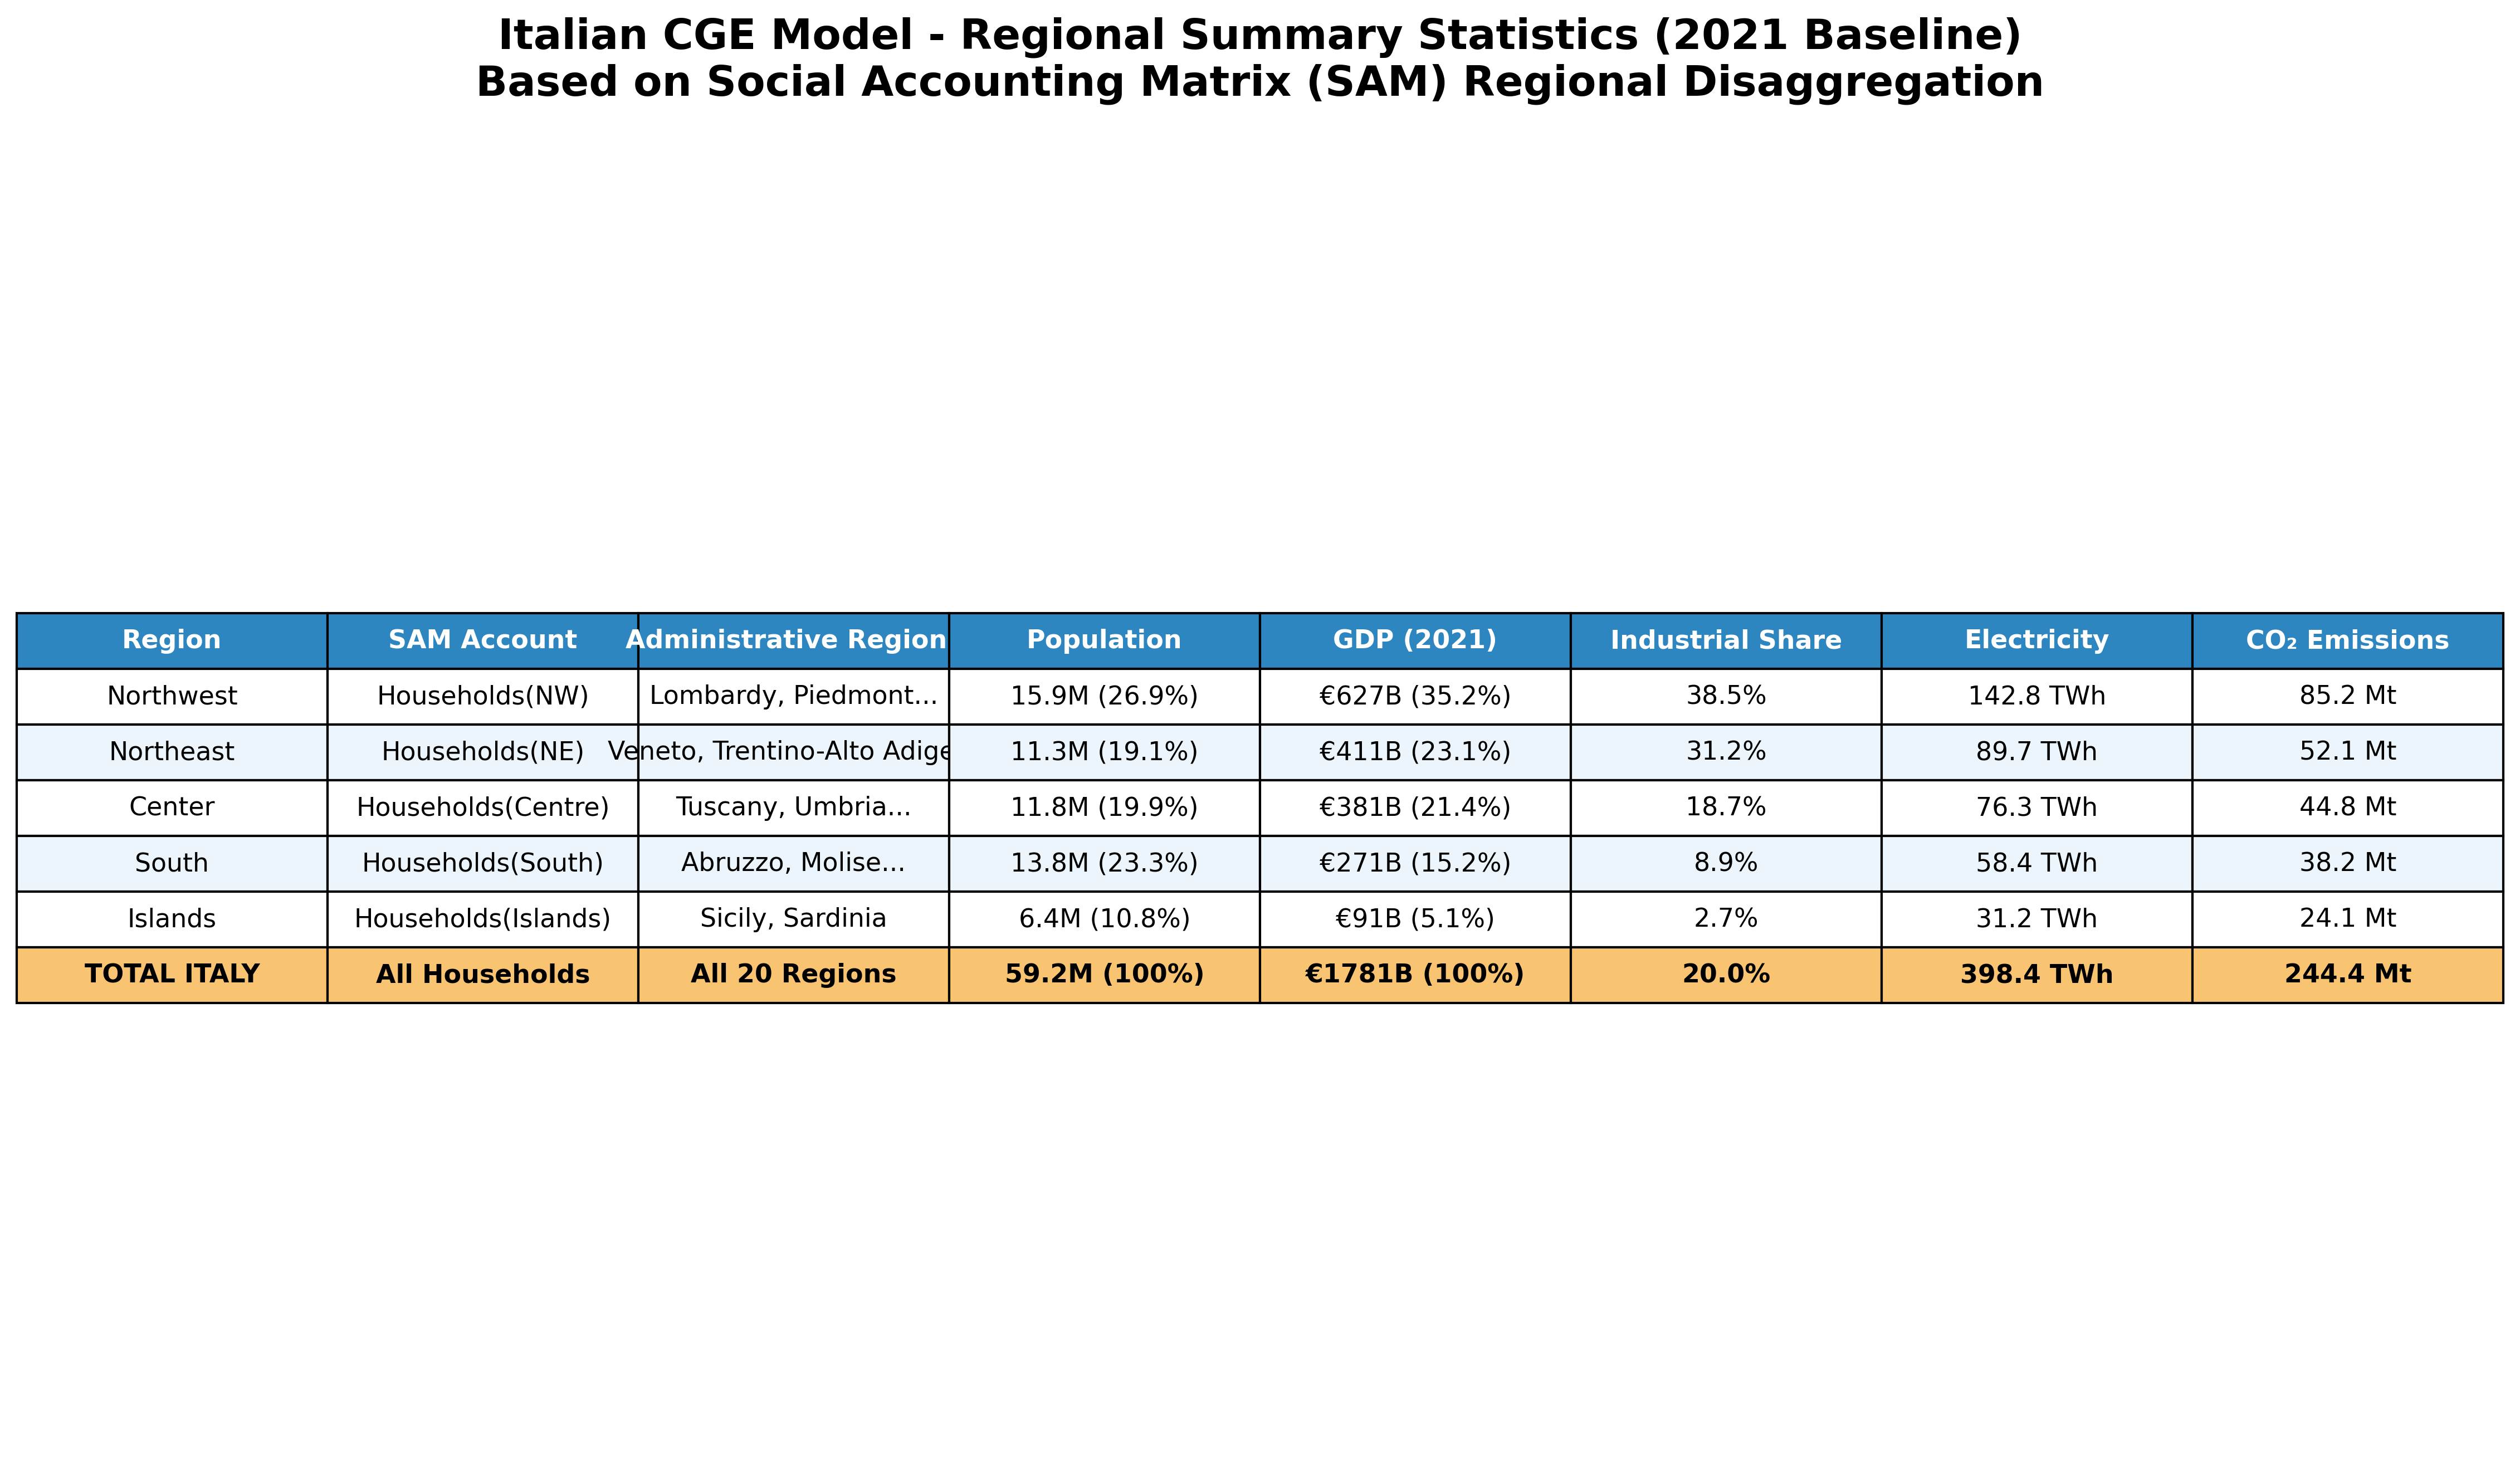 Italian CGE Model - Regional Summary Statistics (2021 Baseline)
Based on Social Accounting Matrix (SAM) Regional Disaggregation
Region SAM Account Administrative Region Population GDP (2021) Industrial Share Electricity CO₂ Emissions
Northwest Households(NW) Lombardy, Piedmont... 15.9M (26.9%) €627B (35.2%) 38.5% 142.8 TWh 85.2 Mt
Northeast Households(NE) Veneto, Trentino-Alto Adige 11.3M (19.1%) €411B (23.1%) 31.2% 89.7 TWh 52.1 Mt
Center Households(Centre) Tuscany, Umbria... 11.8M (19.9%) €381B (21.4%) 18.7% 76.3 TWh 44.8 Mt
South Households(South) Abruzzo, Molise... 13.8M (23.3%) €271B (15.2%) 8.9% 58.4 TWh 38.2 Mt
Islands Households(Islands) Sicily, Sardinia 6.4M (10.8%) €91B (5.1%) 2.7% 31.2 TWh 24.1 Mt
TOTAL ITALY All Households All 20 Regions 59.2M (100%) €1781B (100%) 20.0% 398.4 TWh 244.4 Mt